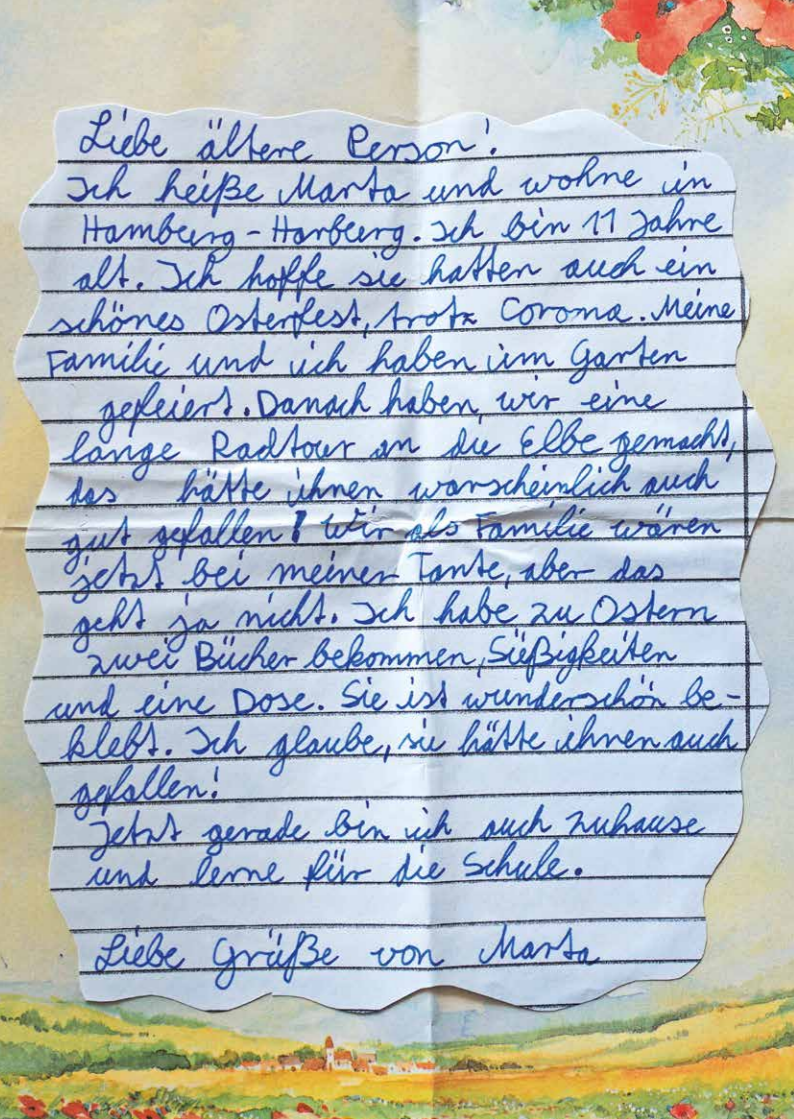 Liebe ältere Person!
Ich heiße Marta und wohne in
Hamburg-Harburg. Ich bin 11 Jahre
alt. Ich hoffe sie hatten auch ein
schönes Osterfest, trotz Corona. Meine
Familie und ich haben im Garten
gefeiert. Danach haben, wir eine
lange Radtour an die Elbe gemacht,
das hätte ihnen warscheinlich auch
gut gefallen! Wir als Familie wären
jetzt bei meiner Tante, aber das
geht ja nicht. Ich habe zu Ostern
zwei Bücher bekommen, Süßigkeiten
und eine Dose. Sie ist wunderschön be-
klebt. Ich glaube, sie hätte ihnen auch
gefallen!
Jetzt gerade bin ich auch zuhause
und lerne für die Schule.
Liebe Grüße von Marta